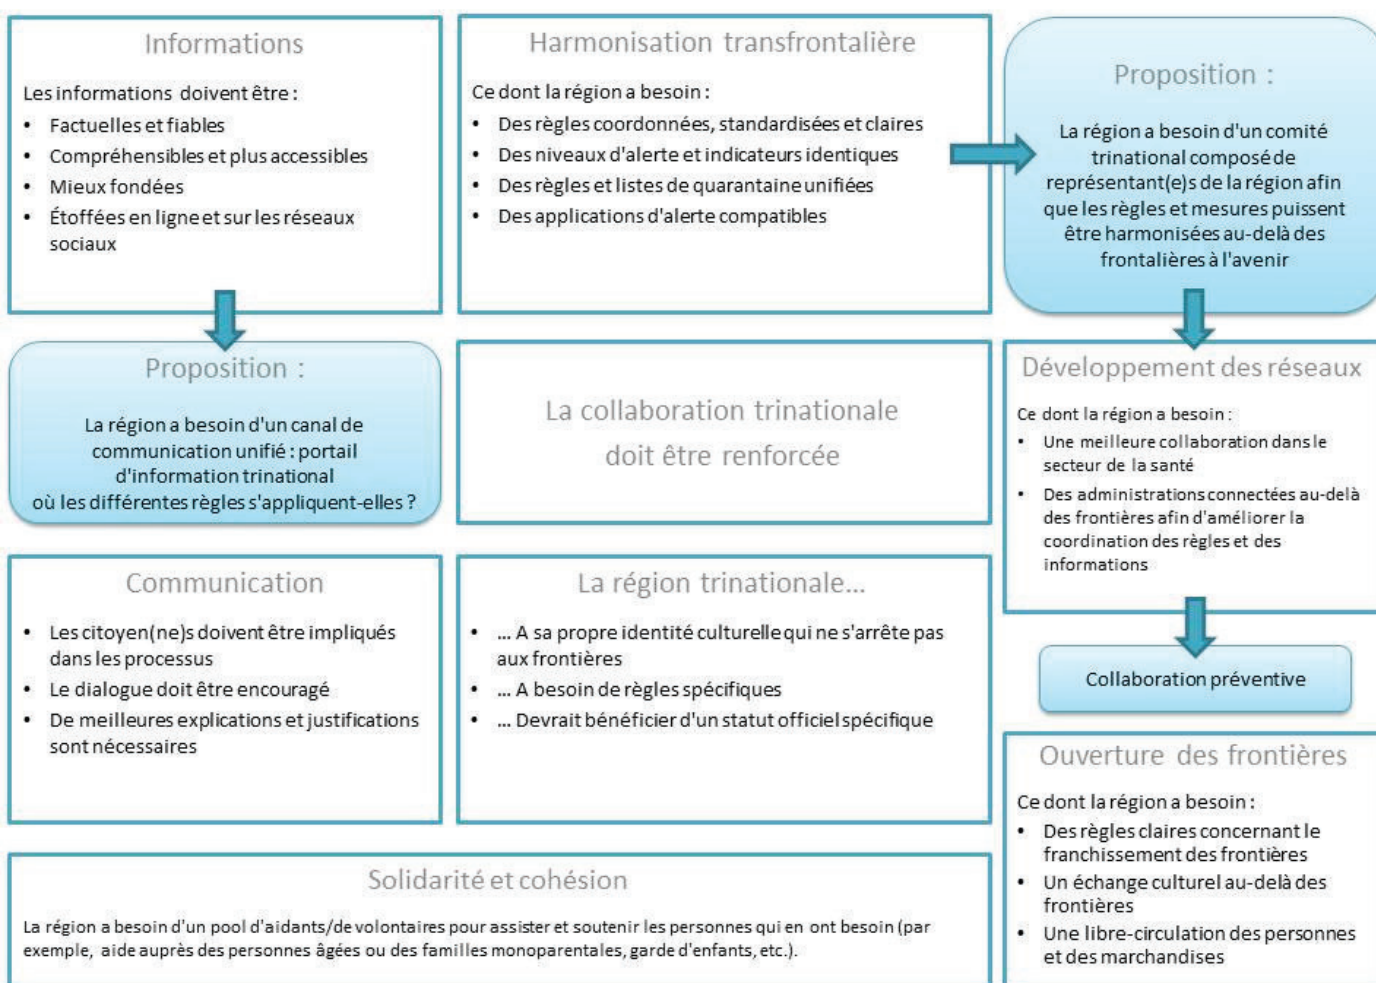 Informations
Les informations doivent être :
• Factuelles et fiables
• Compréhensibles et plus accessibles
• Mieux fondées
• Étoffées en ligne et sur les réseaux
sociaux
Harmonisation transfrontalière
Ce dont la région a besoin :
• Des règles coordonnées, standardisées et claires
• Des niveaux d'alerte et indicateurs identiques
• Des règles et listes de quarantaine unifiées
• Des applications d'alerte compatibles
Proposition :
La région a besoin d'un comité
trinational composé de
représentant(e)s de la région afin
que les règles et mesures puissent
être harmonisées au-delà des
frontalières à l'avenir
Proposition :
La région a besoin d'un canal de
communication unifié : portail
d'information trinational
où les différentes règles s'appliquent-elles ?
La collaboration trinationale
doit être renforcée
Développement des réseaux
Ce dont la région a besoin :
• Une meilleure collaboration dans le
secteur de la santé
• Des administrations connectées au-delà
des frontières afin d'améliorer la
coordination des règles et des
informations
Communication
• Les citoyen(ne)s doivent être impliqués
dans les processus
• Le dialogue doit être encouragé
• De meilleures explications et justifications
sont nécessaires
La région trinationale...
• ... A sa propre identité culturelle qui ne s'arrête pas
aux frontières
• ... A besoin de règles spécifiques
• ... Devrait bénéficier d'un statut officiel spécifique
Collaboration préventive
Ouverture des frontières
Ce dont la région a besoin :
• Des règles claires concernant le
franchissement des frontières
• Un échange culturel au-delà des
frontières
• Une libre-circulation des personnes
et des marchandises
Solidarité et cohésion
La région a besoin d'un pool d'aidants/de volontaires pour assister et soutenir les personnes qui en ont besoin (par
exemple, aide auprès des personnes âgées ou des familles monoparentales, garde d'enfants, etc.).